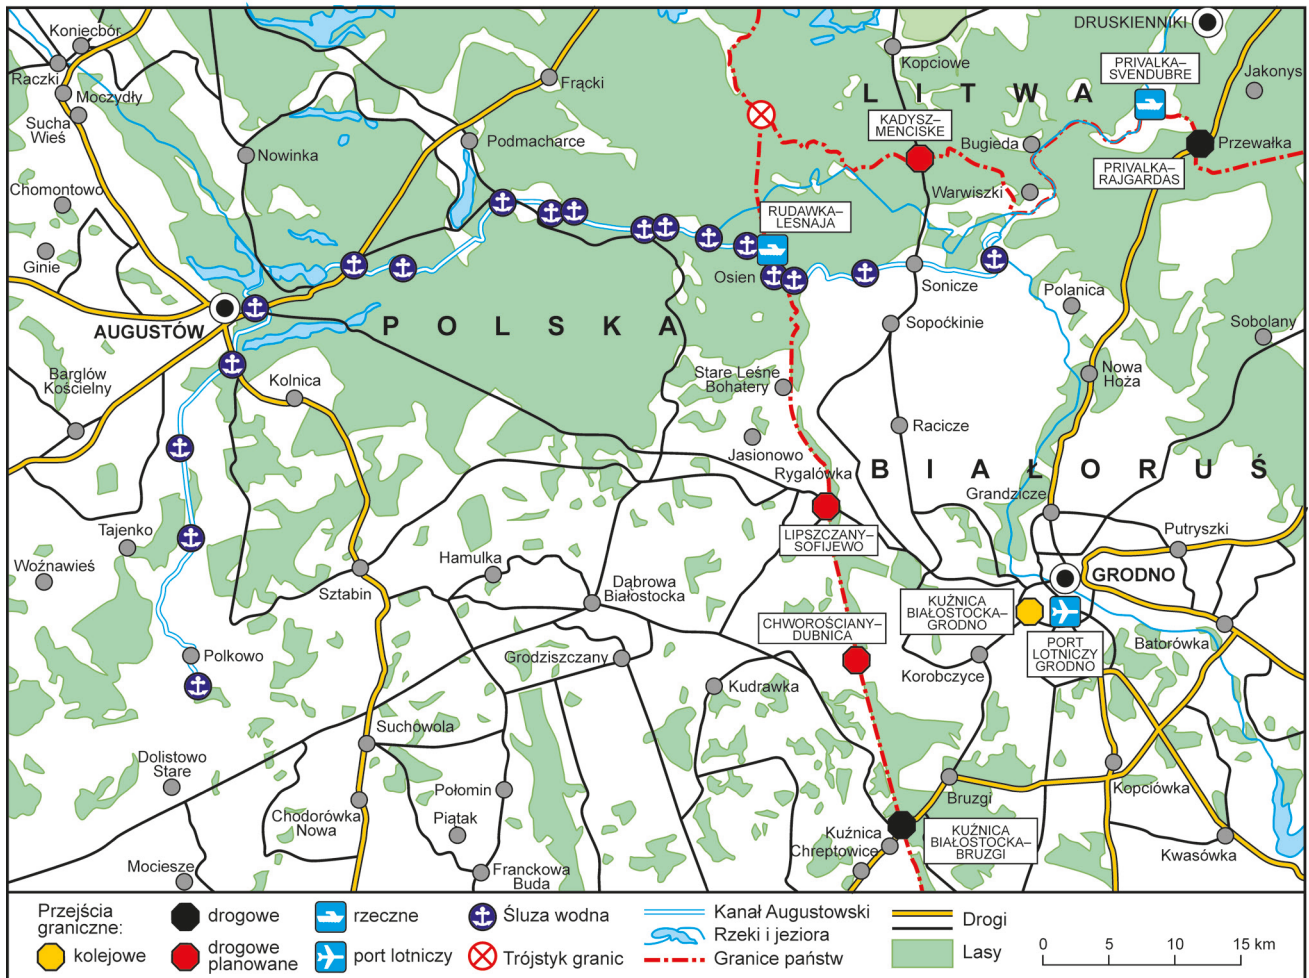 DRUSKIENNIKI
Koniecbór
Raczki
Moczydły
Sucha
Wieś
Frącki
Kopciowe
PRIVALKA–
SVENDUBRE
Jakonys
L I T W A
KADYSZ–
MENCISKE
Podmacharce
Nowinka
Bugieda
Przewałka
PRIVALKA–
RAJGARDAS
Chomontowo
Warwiszki
RUDAWKA–
LESNAJA
Ginie
Osien
Sonicze
Polanica
AUGUSTÓW
P O L S K A
Sopoćkinie
Sobolany
Barglów
Kościelny
Kolnica
Stare Leśne
Bohatery
Nowa
Hoża
Racicze
Jasionowo
Rygalówka
B I A Ł O R U Ś
Grandzicze
LIPSZCZANY–
SOFIJEWO
Tajenko
Putryszki
Woźnawieś
Hamulka
Sztabin
Dąbrowa
Białostocka
GRODNO
KUŹNICA
BIAŁOSTOCKA–
GRODNO
CHWOROŚCIANY–
DUBNICA
PORT
LOTNICZY
GRODNO
Batorówka
Polkowo
Grodziszczany
Korobczyce
Kudrawka
Suchowola
Dolistowo
Stare
Połomin
Bruzgi
Kopciówka
Chodorówka
Nowa
Piątak
Kuźnica
Chreptowice
KUŹNICA
BIAŁOSTOCKA–
BRUZGI
Kwasówka
Mociesze
Franckowa
Buda
Przejścia
graniczne:
kolejowe
drogowe
drogowe
planowane
rzeczne
port lotniczy
Śluza wodna
Trójstyk granic
Kanał Augustowski
Rzeki i jeziora
Granice państw
Drogi
Lasy
0 5 10 15 km